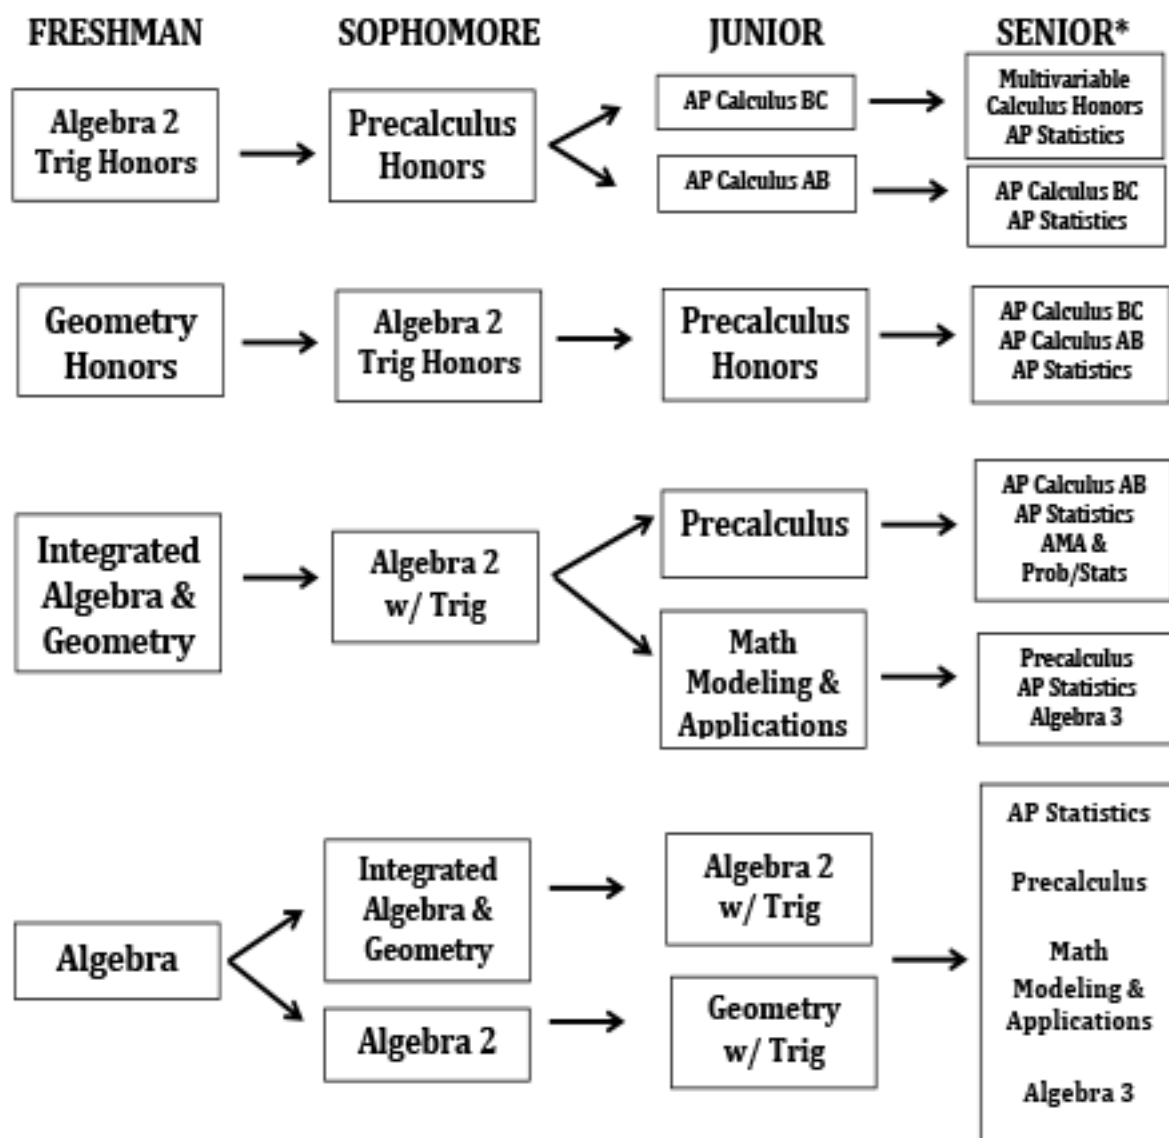 FRESHMAN SOPHOMORE JUNIOR SENIOR*
Algebra 2
Trig Honors
Precalculus
Honors
AP Calculus BC
Multivariable
Calculus Honors
AP Statistics
AP Calculus AB
AP Calculus BC
AP Statistics
Geometry
Honors
Algebra 2
Trig Honors
Precalculus
Honors
AP Calculus BC
AP Calculus AB
AP Statistics
Integrated
Algebra &
Geometry
Algebra 2
w/ Trig
Precalculus
AP Calculus AB
AP Statistics
AMA &
Prob/Stats
Math
Modeling &
Applications
Precalculus
AP Statistics
Algebra 3
Algebra
Integrated
Algebra &
Geometry
Algebra 2
w/ Trig
Algebra 2
Geometry
w/ Trig
AP Statistics
Precalculus
Math
Modeling &
Applications
Algebra 3